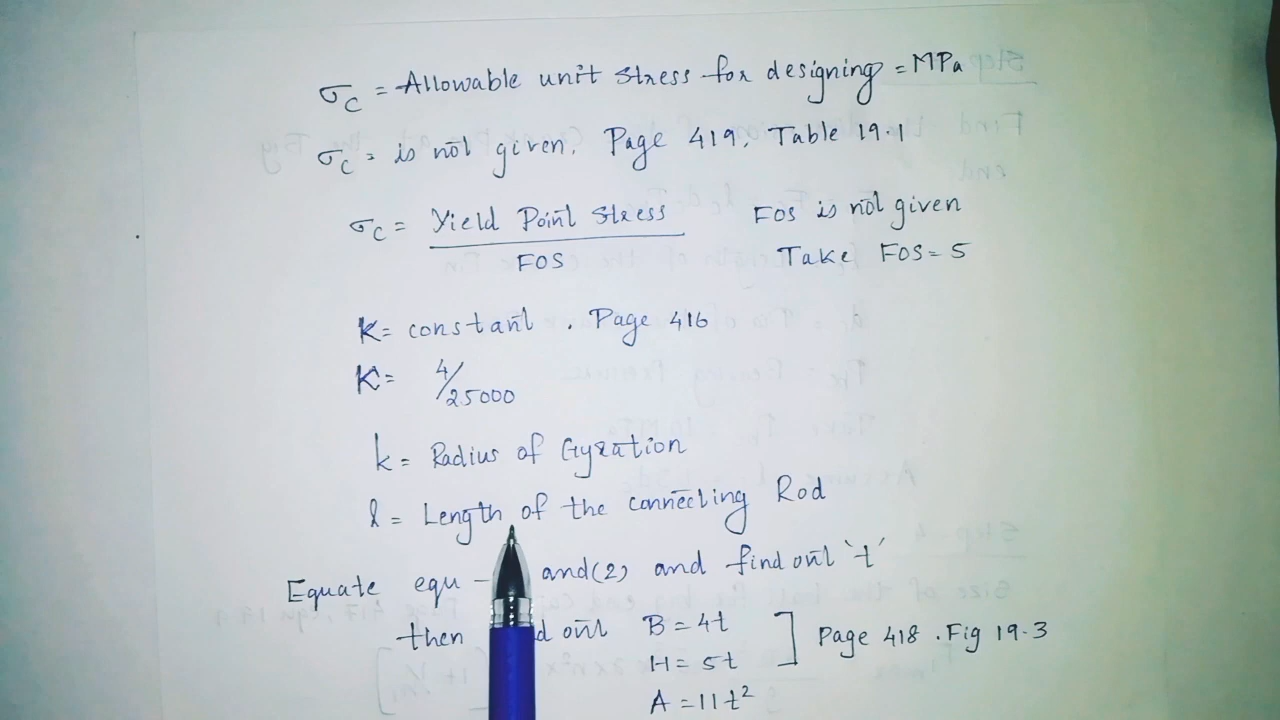 σc = Allowable unit stress for designing = MPa
σc = is not given. Page 419, Table 19.1
σc = Yield Point Stress / FOS FOS is not given
Take FOS = 5
K = constant. Page 416
K = 4/25000
k = Radius of Gyration
l = Length of the connecting Rod
Equate equ and (2) and find out 't'
then out B = 4t
H = 5t
A = 11t²
Page 418. Fig 19.3